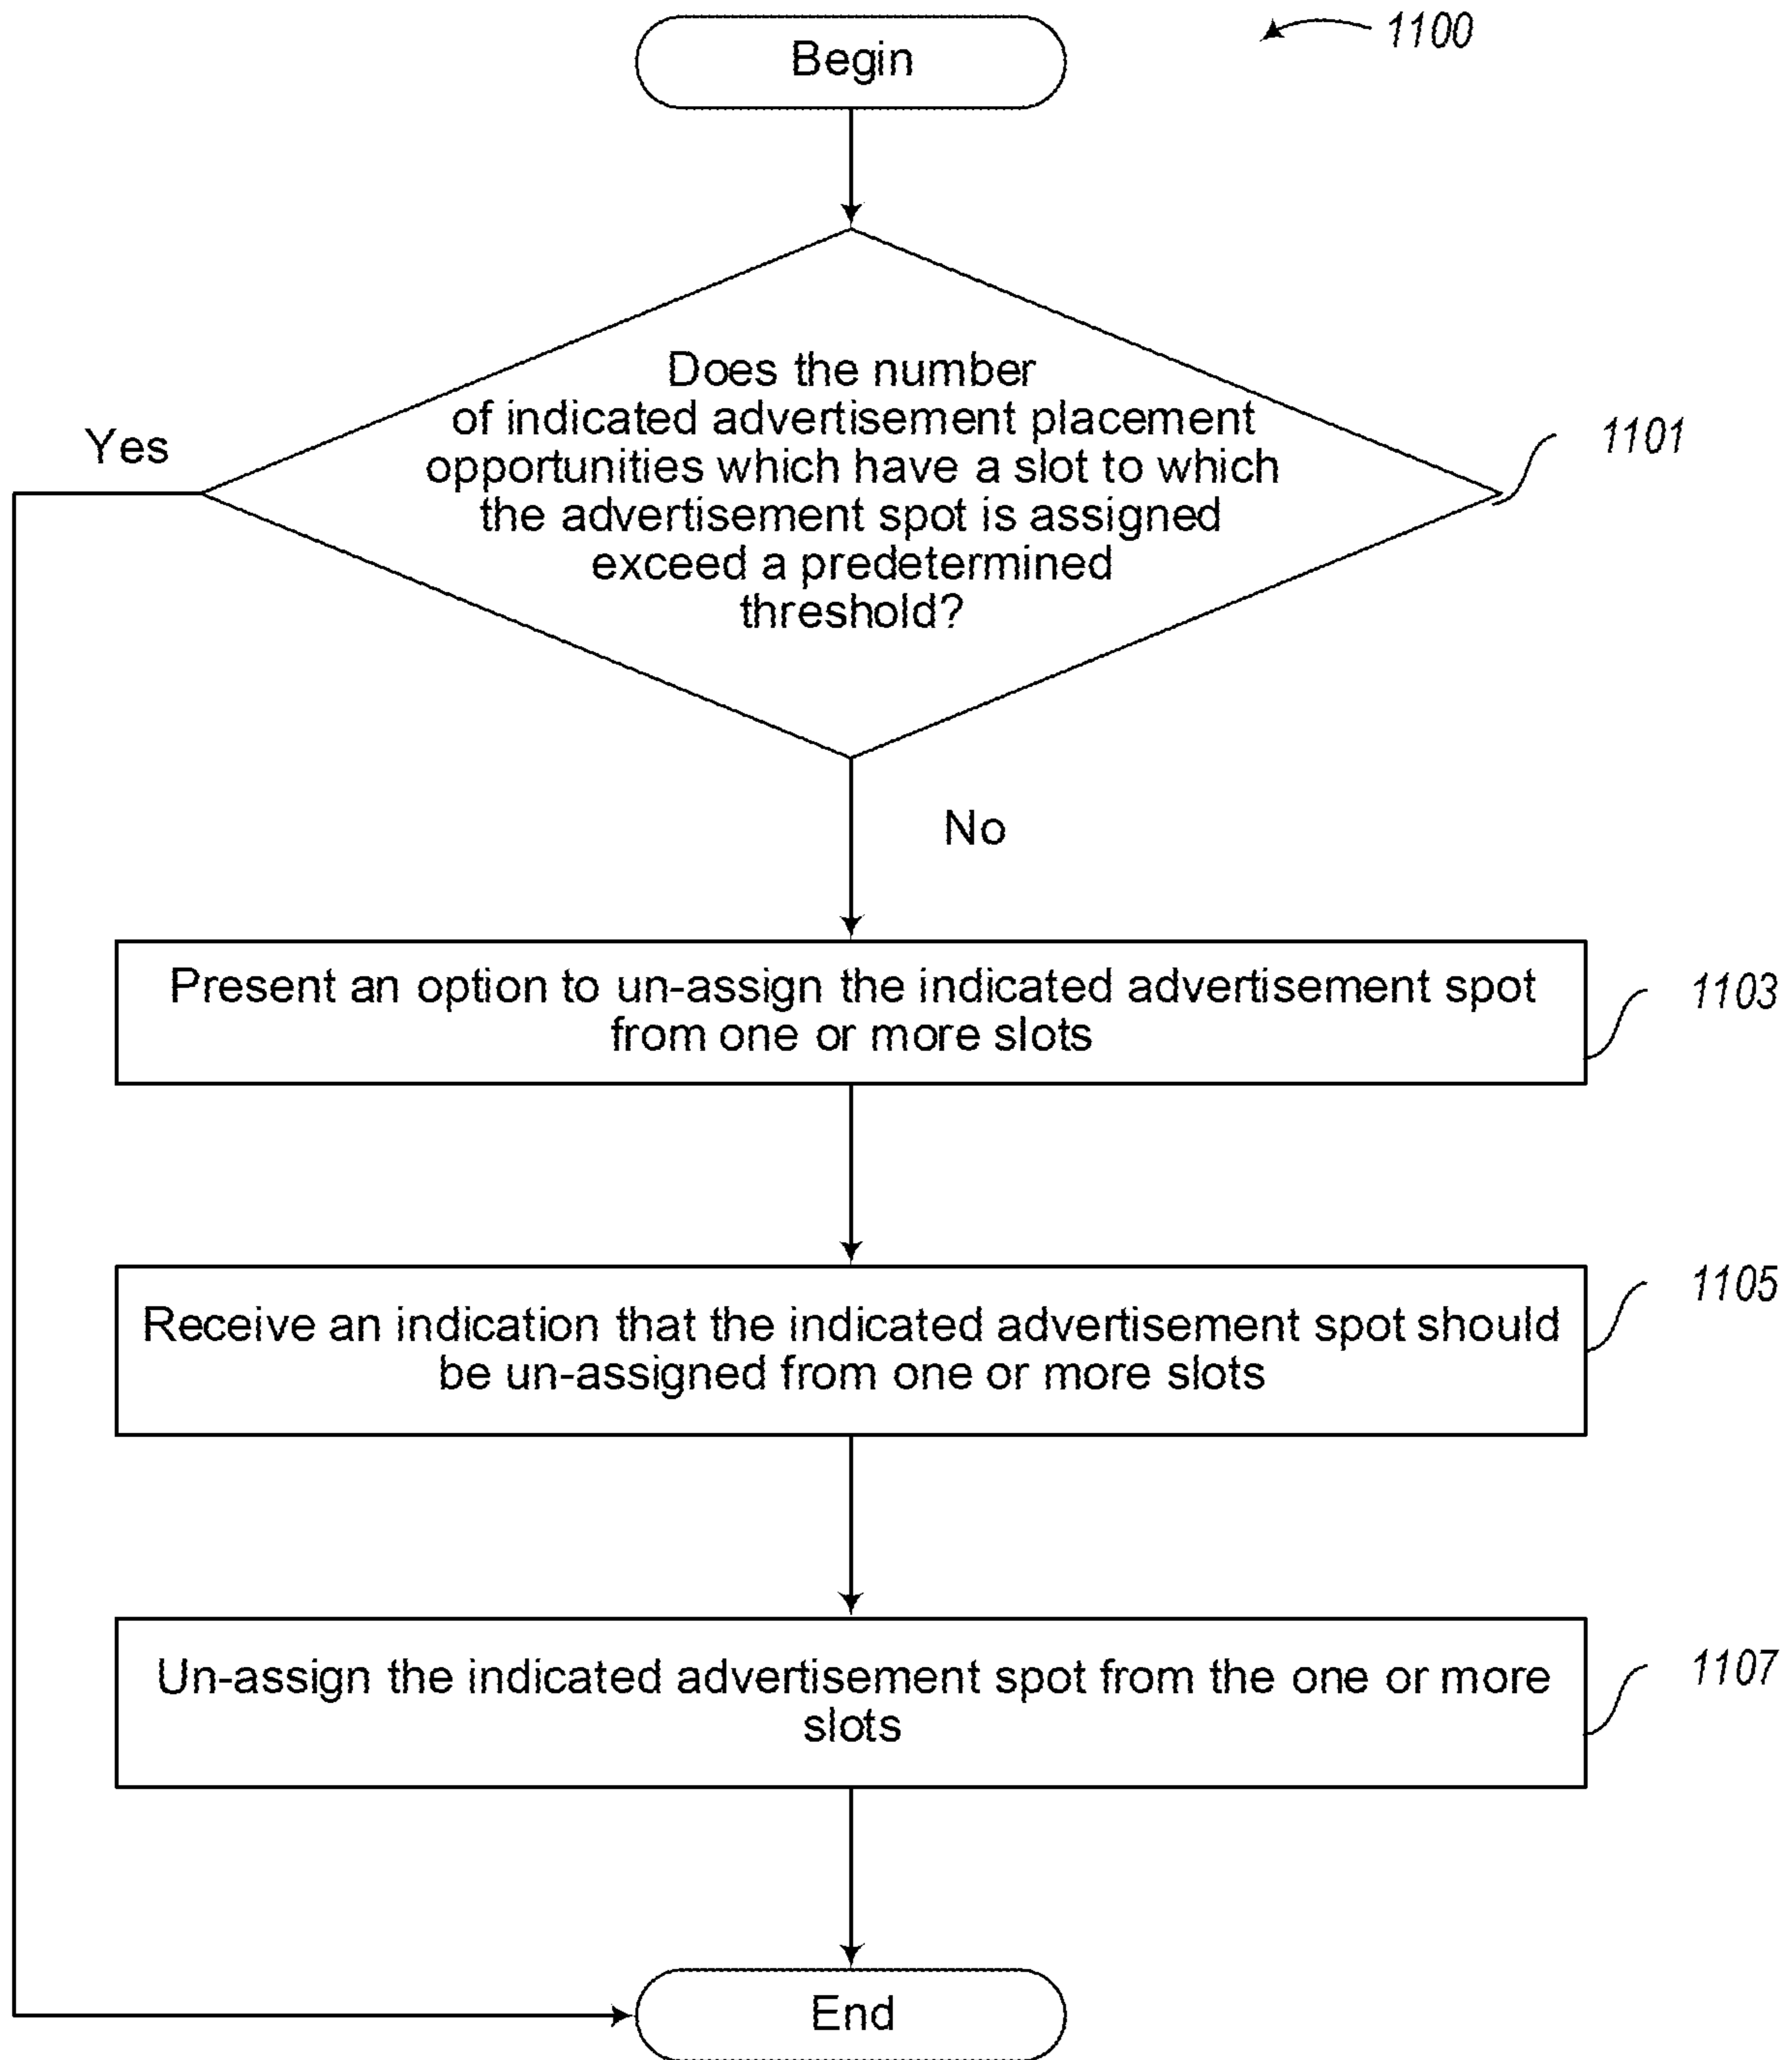 1100
Begin
Does the number
of indicated advertisement placement
opportunities which have a slot to which
the advertisement spot is assigned
exceed a predetermined
threshold?
Yes
1101
No
Present an option to un-assign the indicated advertisement spot
from one or more slots
1103
Receive an indication that the indicated advertisement spot should
be un-assigned from one or more slots
1105
Un-assign the indicated advertisement spot from the one or more
slots
1107
End